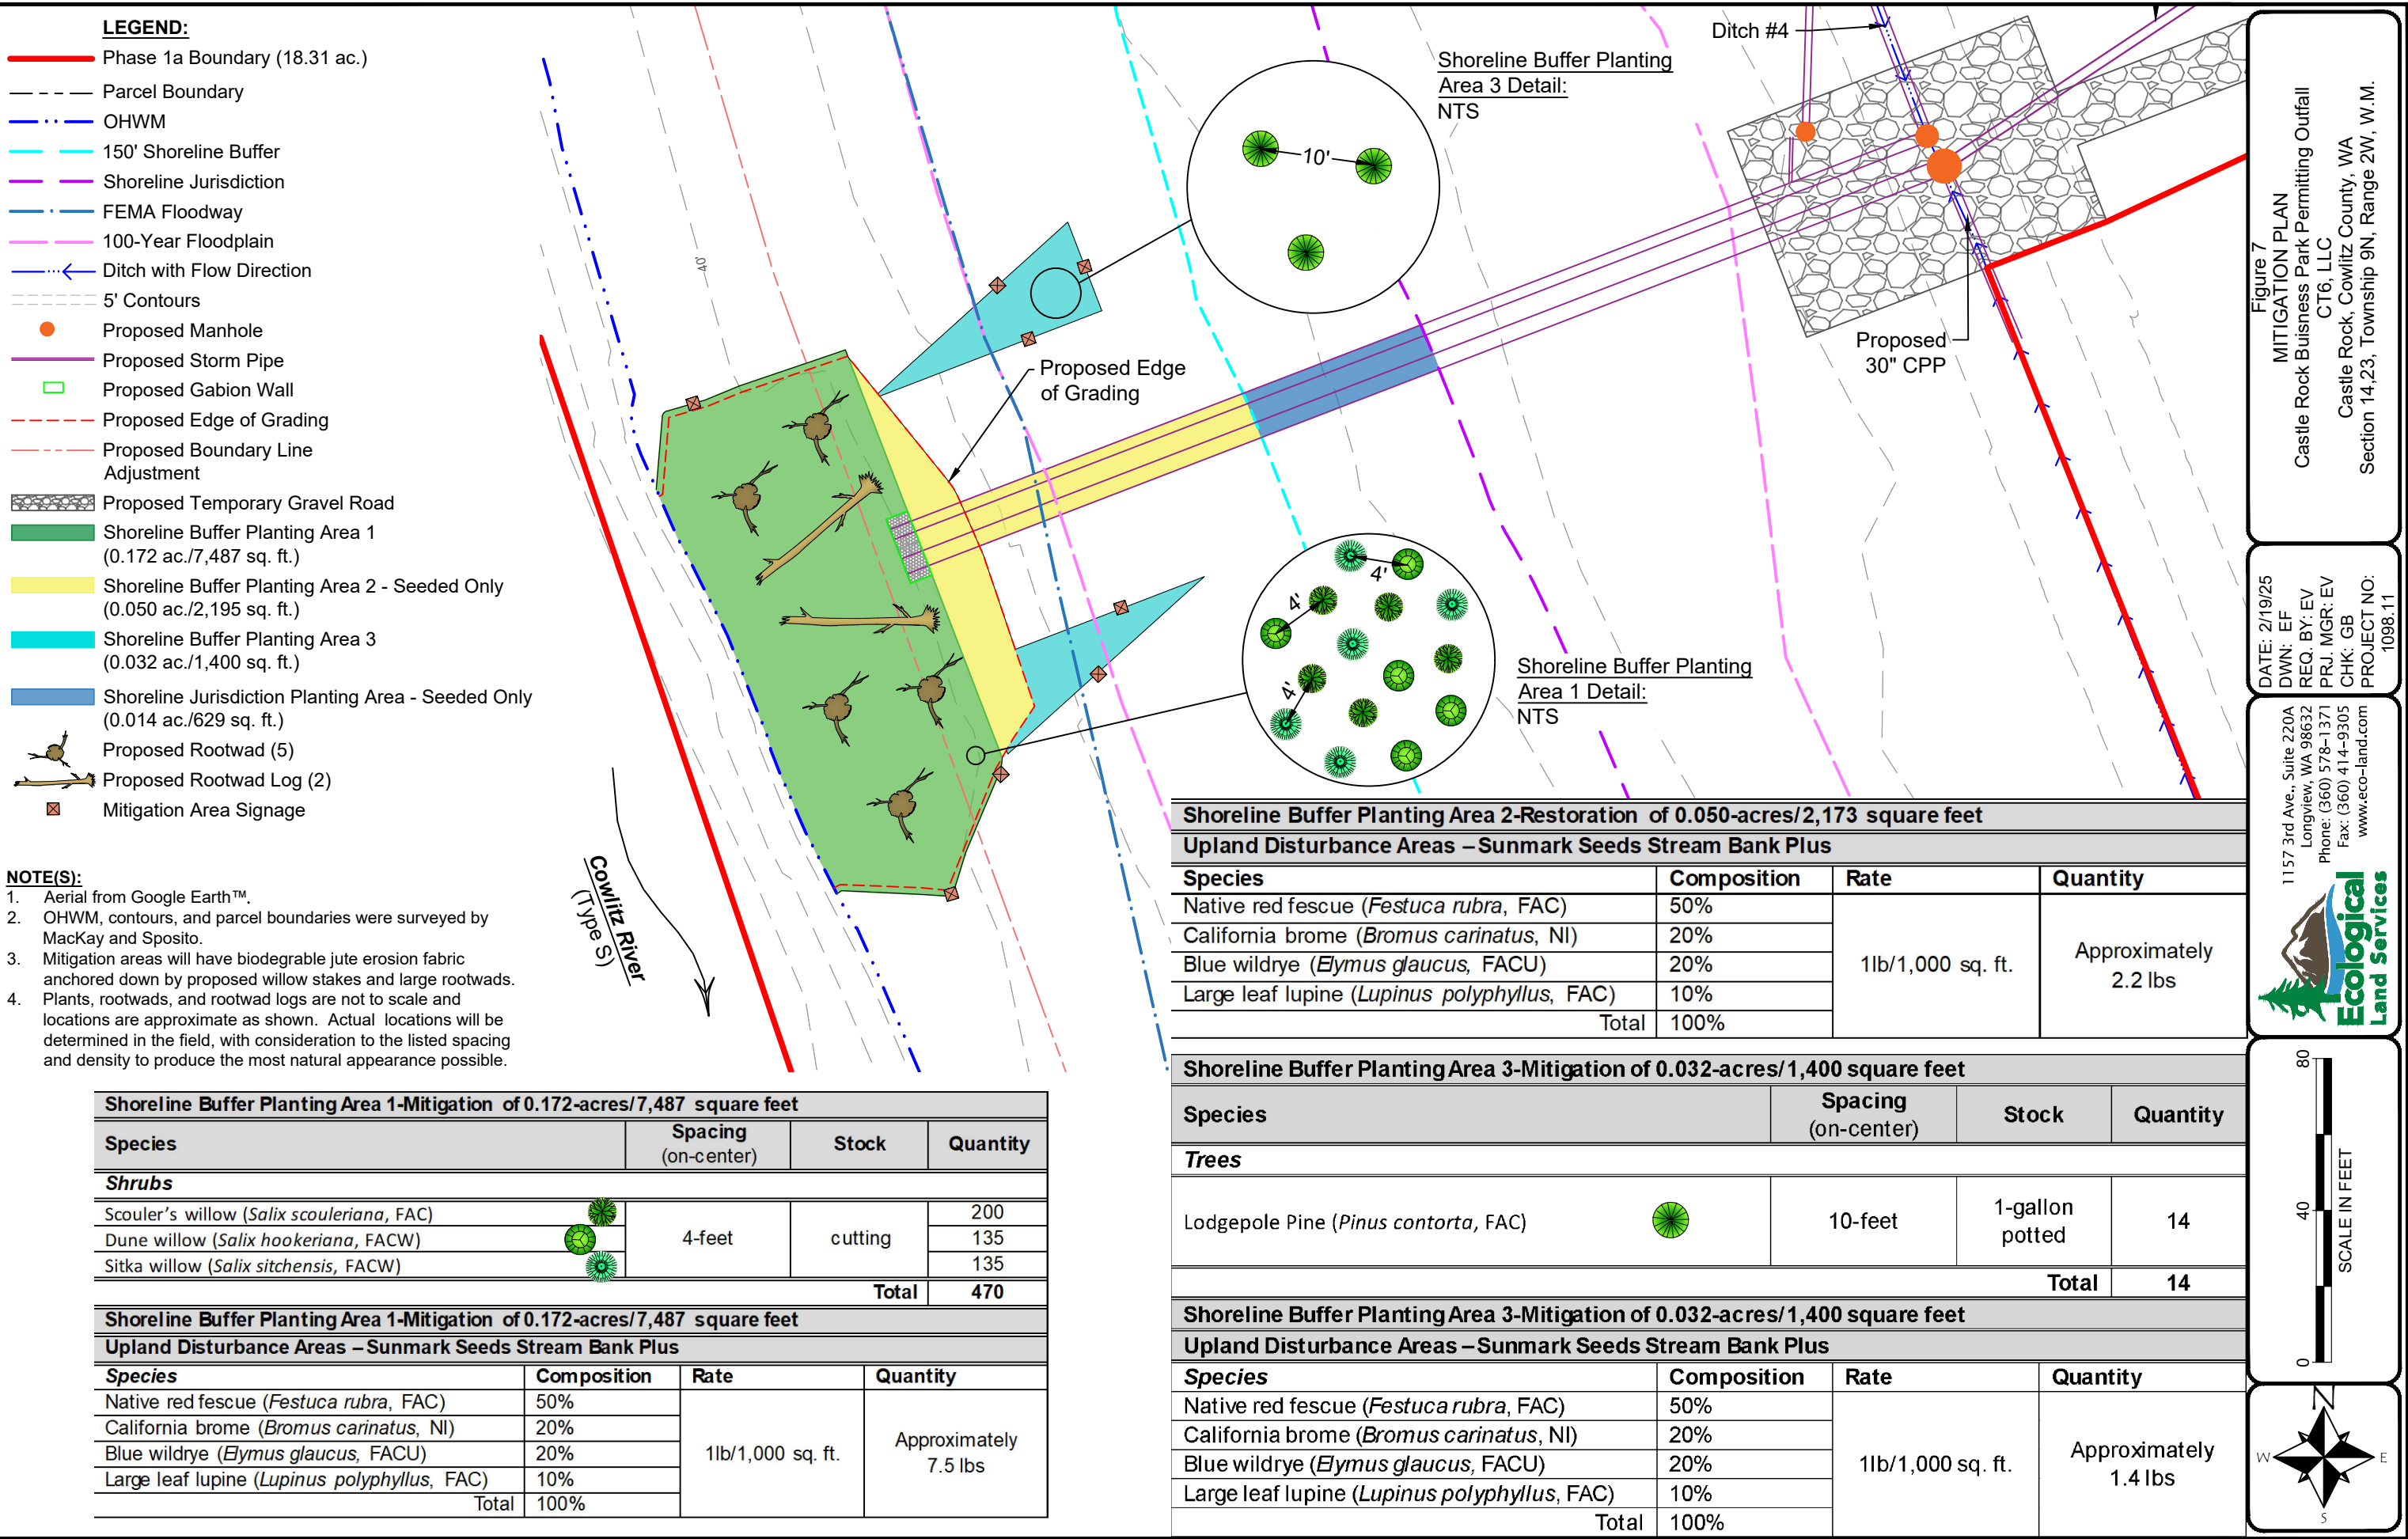 LEGEND:
Phase 1a Boundary (18.31 ac.)
Parcel Boundary
OHWM
150' Shoreline Buffer
Shoreline Jurisdiction
FEMA Floodway
100-Year Floodplain
Ditch with Flow Direction
5' Contours
Proposed Manhole
Proposed Storm Pipe
Proposed Gabion Wall
Proposed Edge of Grading
Proposed Boundary Line
Adjustment
Proposed Temporary Gravel Road
Shoreline Buffer Planting Area 1
(0.172 ac./7,487 sq. ft.)
Shoreline Buffer Planting Area 2 - Seeded Only
(0.050 ac./2,195 sq. ft.)
Shoreline Buffer Planting Area 3
(0.032 ac./1,400 sq. ft.)
Shoreline Jurisdiction Planting Area - Seeded Only
(0.014 ac./629 sq. ft.)
Proposed Rootwad (5)
Proposed Rootwad Log (2)
Mitigation Area Signage
NOTE(S):
1. Aerial from Google Earth™.
2. OHWM, contours, and parcel boundaries were surveyed by
MacKay and Sposito.
3. Mitigation areas will have biodegrable jute erosion fabric
anchored down by proposed willow stakes and large rootwads.
4. Plants, rootwads, and rootwad logs are not to scale and
locations are approximate as shown. Actual locations will be
determined in the field, with consideration to the listed spacing
and density to produce the most natural appearance possible.
40'
Ditch #4
Shoreline Buffer Planting
Area 3 Detail:
NTS
10'
Proposed Edge
of Grading
Proposed
30" CPP
4'
4'
4'
Shoreline Buffer Planting
Area 1 Detail:
NTS
Cowlitz River
(Type S)
Shoreline Buffer Planting Area 1-Mitigation of 0.172-acres/7,487 square feet
Species Spacing (on-center) Stock Quantity
Shrubs
Scouler's willow (Salix scouleriana, FAC) 200
Dune willow (Salix hookeriana, FACW) 4-feet cutting 135
Sitka willow (Salix sitchensis, FACW) 135
Total 470
Shoreline Buffer Planting Area 1-Mitigation of 0.172-acres/7,487 square feet
Upland Disturbance Areas – Sunmark Seeds Stream Bank Plus
Species Composition Rate Quantity
Native red fescue (Festuca rubra, FAC) 50%
California brome (Bromus carinatus, NI) 20%
Blue wildrye (Elymus glaucus, FACU) 20%
Large leaf lupine (Lupinus polyphyllus, FAC) 10%
Total 100%
1lb/1,000 sq. ft.
Approximately
7.5 lbs
Shoreline Buffer Planting Area 2-Restoration of 0.050-acres/2,173 square feet
Upland Disturbance Areas – Sunmark Seeds Stream Bank Plus
Species Composition Rate Quantity
Native red fescue (Festuca rubra, FAC) 50%
California brome (Bromus carinatus, NI) 20%
Blue wildrye (Elymus glaucus, FACU) 20%
Large leaf lupine (Lupinus polyphyllus, FAC) 10%
Total 100%
1lb/1,000 sq. ft.
Approximately
2.2 lbs
Shoreline Buffer Planting Area 3-Mitigation of 0.032-acres/1,400 square feet
Species Spacing (on-center) Stock Quantity
Trees
Lodgepole Pine (Pinus contorta, FAC) 10-feet 1-gallon potted 14
Total 14
Shoreline Buffer Planting Area 3-Mitigation of 0.032-acres/1,400 square feet
Upland Disturbance Areas – Sunmark Seeds Stream Bank Plus
Species Composition Rate Quantity
Native red fescue (Festuca rubra, FAC) 50%
California brome (Bromus carinatus, NI) 20%
Blue wildrye (Elymus glaucus, FACU) 20%
Large leaf lupine (Lupinus polyphyllus, FAC) 10%
Total 100%
1lb/1,000 sq. ft.
Approximately
1.4 lbs
Figure 7
MITIGATION PLAN
Castle Rock Buisness Park Permitting Outfall
CT6, LLC
Castle Rock, Cowlitz County, WA
Section 14,23, Township 9N, Range 2W, W.M.
DATE: 2/19/25
DWN: EF
REQ. BY: EV
PRJ. MGR: EV
CHK: GB
PROJECT NO:
1098.11
1157 3rd Ave., Suite 220A
Longview, WA 98632
Phone: (360) 578-1371
Fax: (360) 414-9305
www.eco-land.com
Ecological
Land Services
0 40 80
SCALE IN FEET
N
W E
S